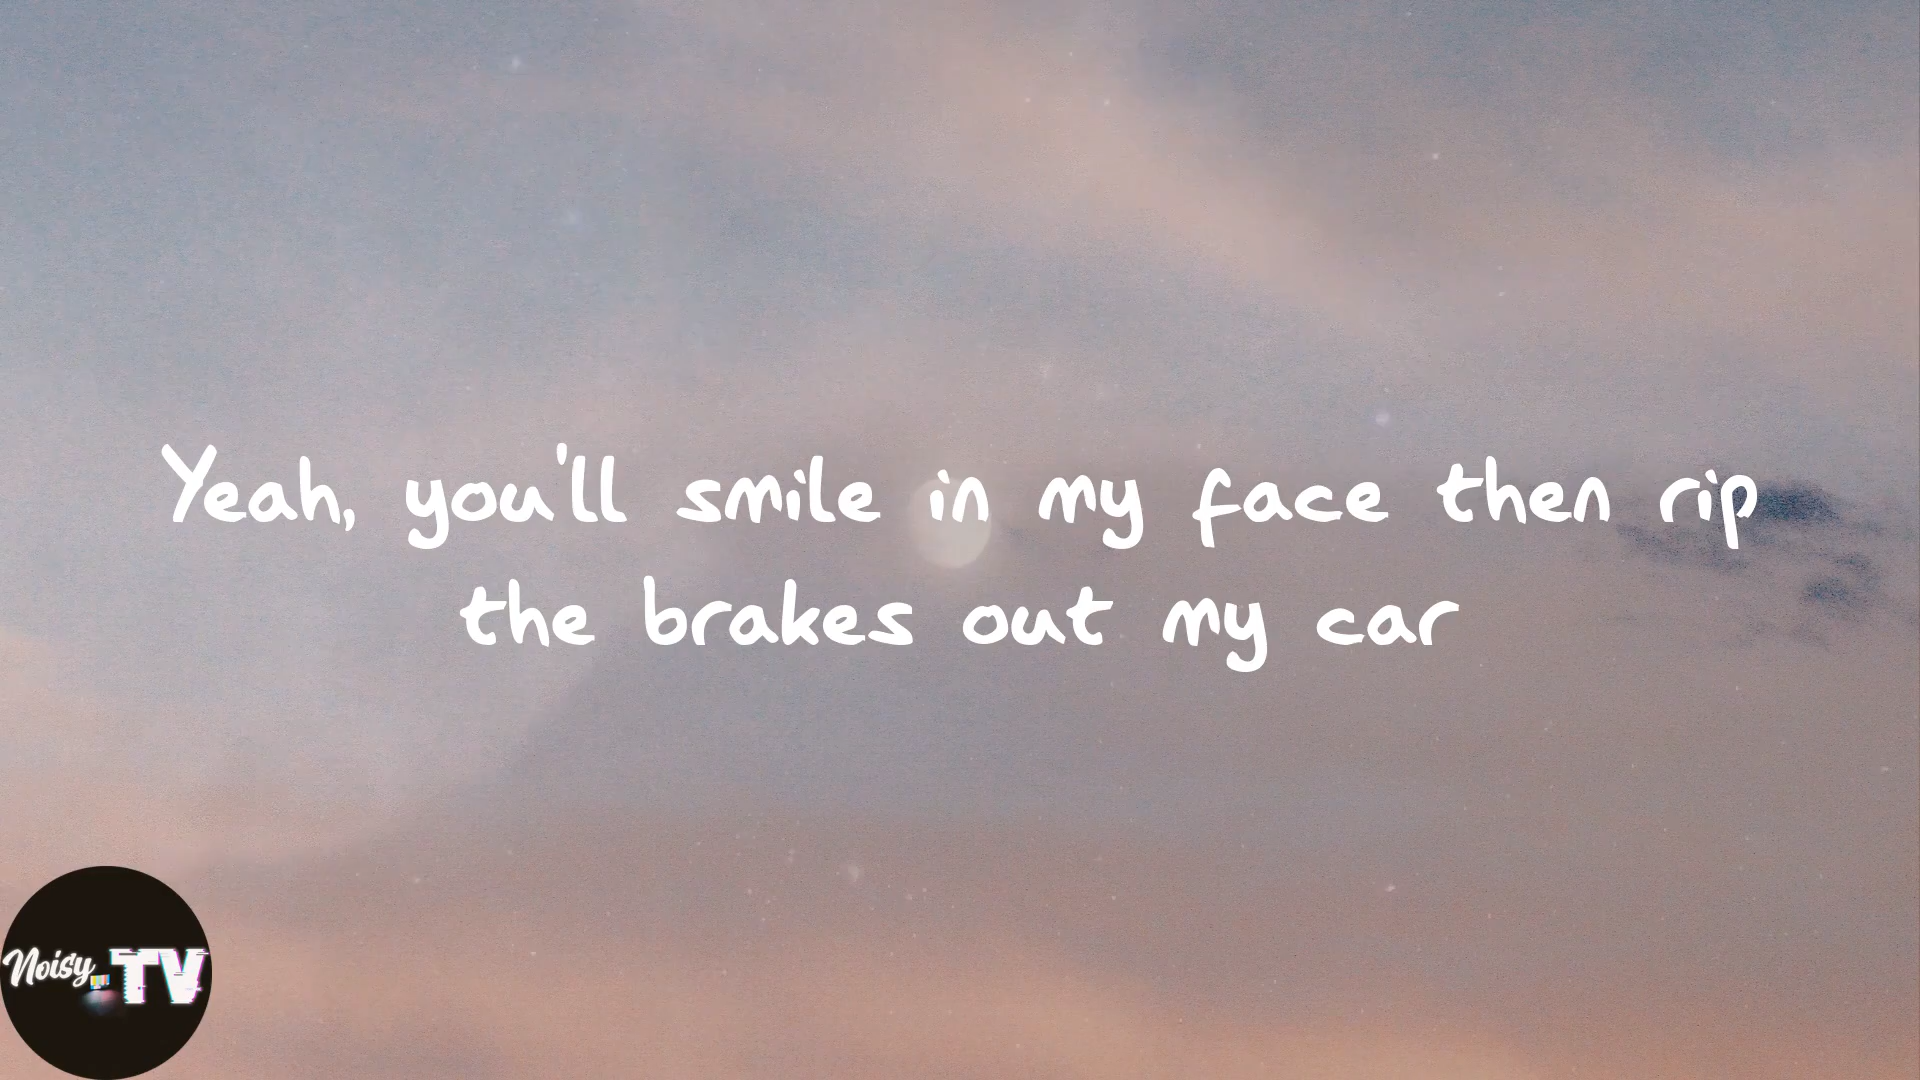 Yeah, you'll smile in my face then rip
the brakes out my car
Noisy TV